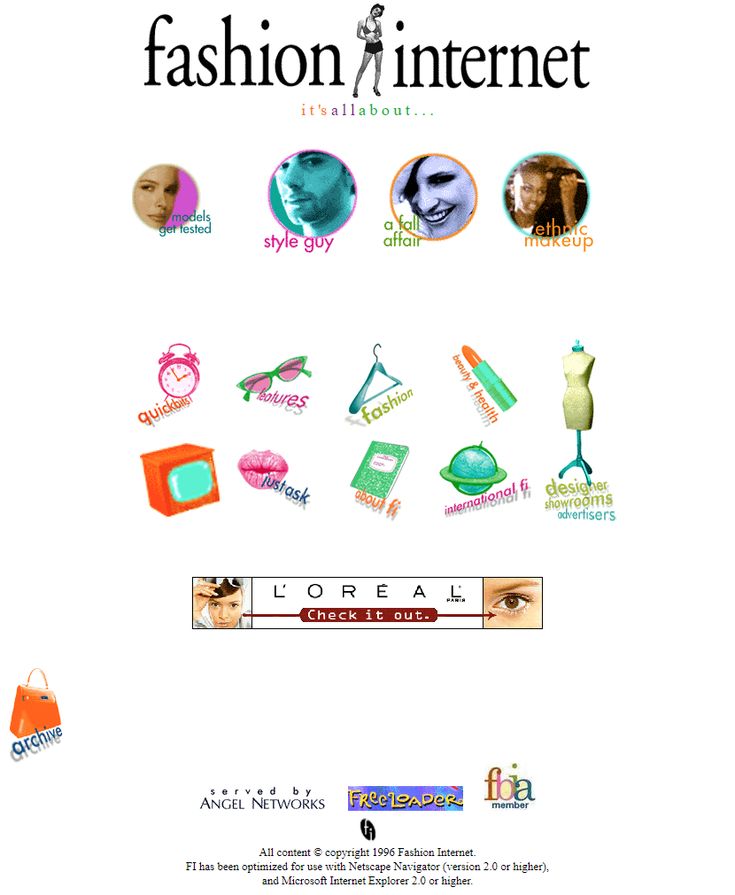 fashion internet
it's all about...
models
get tested
style guy
a fall
affair
ethnic
makeup
quickbits!
features
fashion
beauty & health
just ask
about fi
international fi
designer
showrooms
advertisers
L'ORÉAL
PARIS
Check it out.
archive
served by
ANGEL NETWORKS
FREELOADER
fbia
member
fi
All content © copyright 1996 Fashion Internet.
FI has been optimized for use with Netscape Navigator (version 2.0 or higher),
and Microsoft Internet Explorer 2.0 or higher.